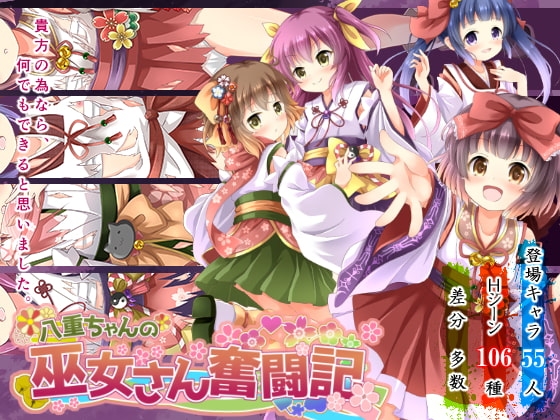 貴方の為なら、
何でもできると思いました。
登場キャラ 55人
Hシーン 106種
差分 多数
八重ちゃんの
巫女さん奮闘記